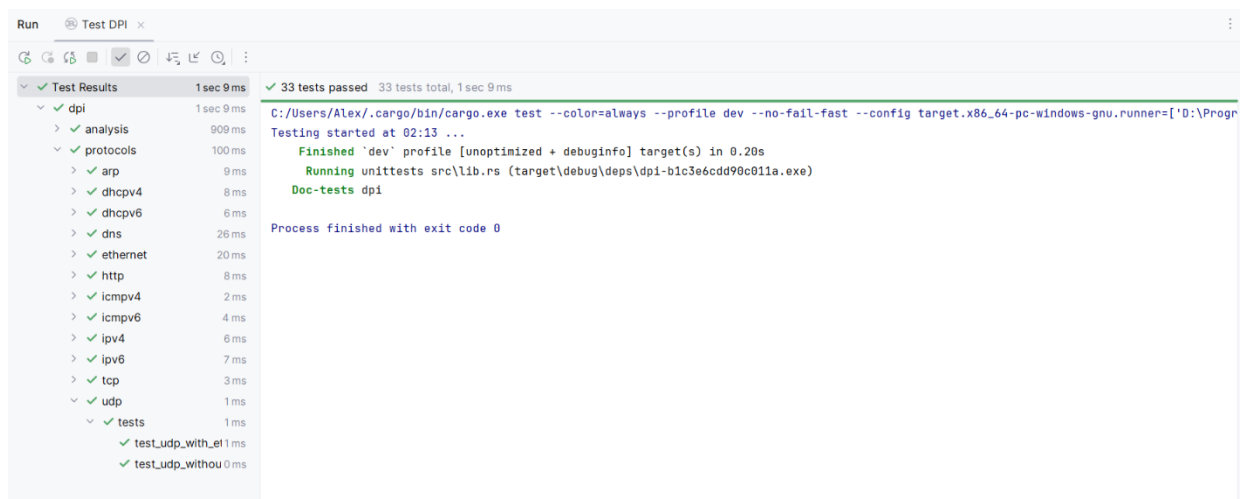 Run Test DPI
Test Results 1 sec 9 ms
33 tests passed 33 tests total, 1 sec 9 ms
dpi 1 sec 9 ms
analysis 909 ms
protocols 100 ms
arp 9 ms
dhcpv4 8 ms
dhcpv6 6 ms
dns 26 ms
ethernet 20 ms
http 8 ms
icmpv4 2 ms
icmpv6 4 ms
ipv4 6 ms
ipv6 7 ms
tcp 3 ms
udp 1 ms
tests 1 ms
test_udp_with_et 1 ms
test_udp_withou 0 ms
C:/Users/Alex/.cargo/bin/cargo.exe test --color=always --profile dev --no-fail-fast --config target.x86_64-pc-windows-gnu.runner=['D:\Progr
Testing started at 02:13 ...
Finished `dev` profile [unoptimized + debuginfo] target(s) in 0.20s
Running unittests src\lib.rs (target\debug\deps\dpi-b1c3e6cdd90c011a.exe)
Doc-tests dpi
Process finished with exit code 0